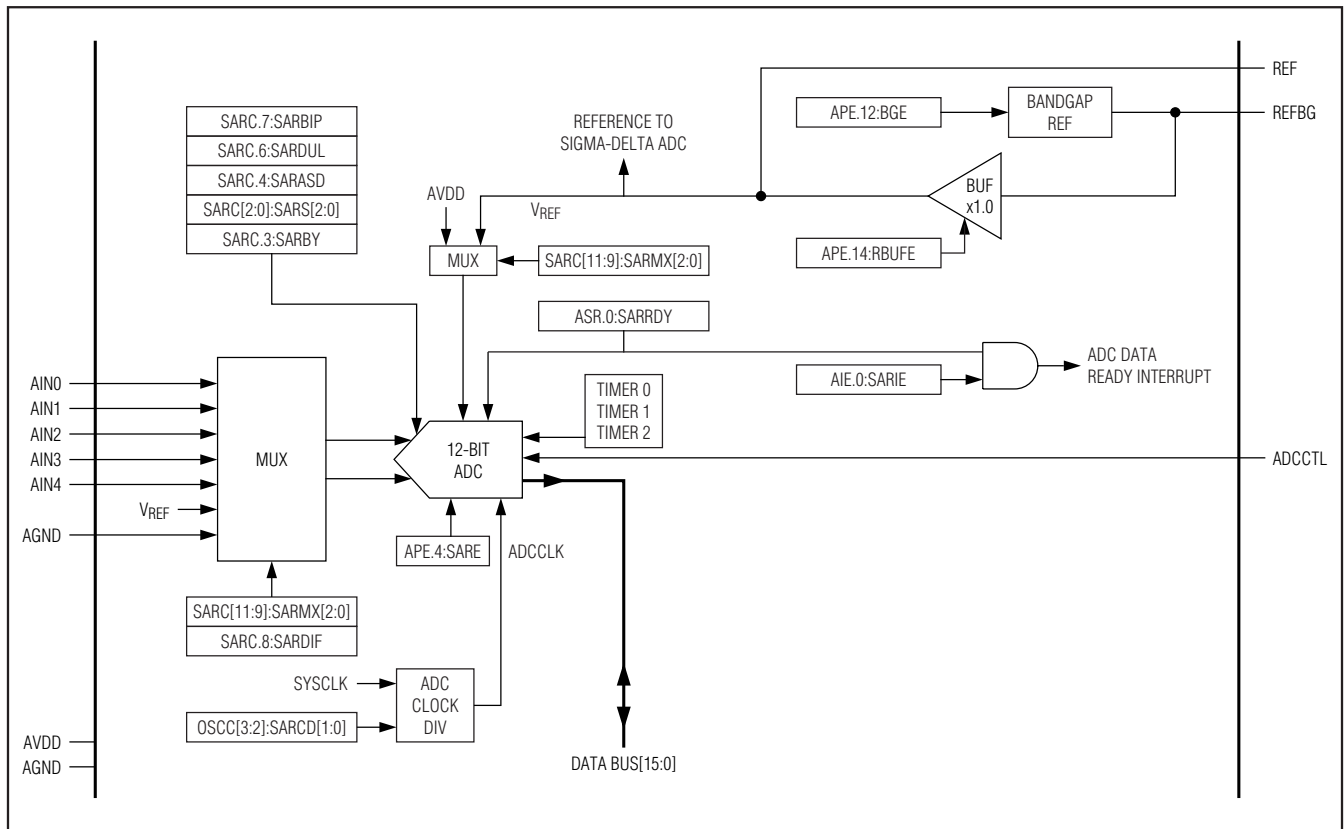 REF
APE.12:BGE
BANDGAP
REF
REFBG
SARC.7:SARBIP
SARC.6:SARDUL
SARC.4:SARASD
SARC[2:0]:SARS[2:0]
SARC.3:SARBY
REFERENCE TO
SIGMA-DELTA ADC
AVDD
VREF
BUF
x1.0
MUX
SARC[11:9]:SARMX[2:0]
APE.14:RBUFE
ASR.0:SARRDY
AIE.0:SARIE
ADC DATA
READY INTERRUPT
TIMER 0
TIMER 1
TIMER 2
AIN0
AIN1
AIN2
AIN3
AIN4
VREF
AGND
MUX
12-BIT
ADC
ADCCTL
APE.4:SARE
ADCCLK
SARC[11:9]:SARMX[2:0]
SARC.8:SARDIF
SYSCLK
OSCC[3:2]:SARCD[1:0]
ADC
CLOCK
DIV
AVDD
AGND
DATA BUS[15:0]